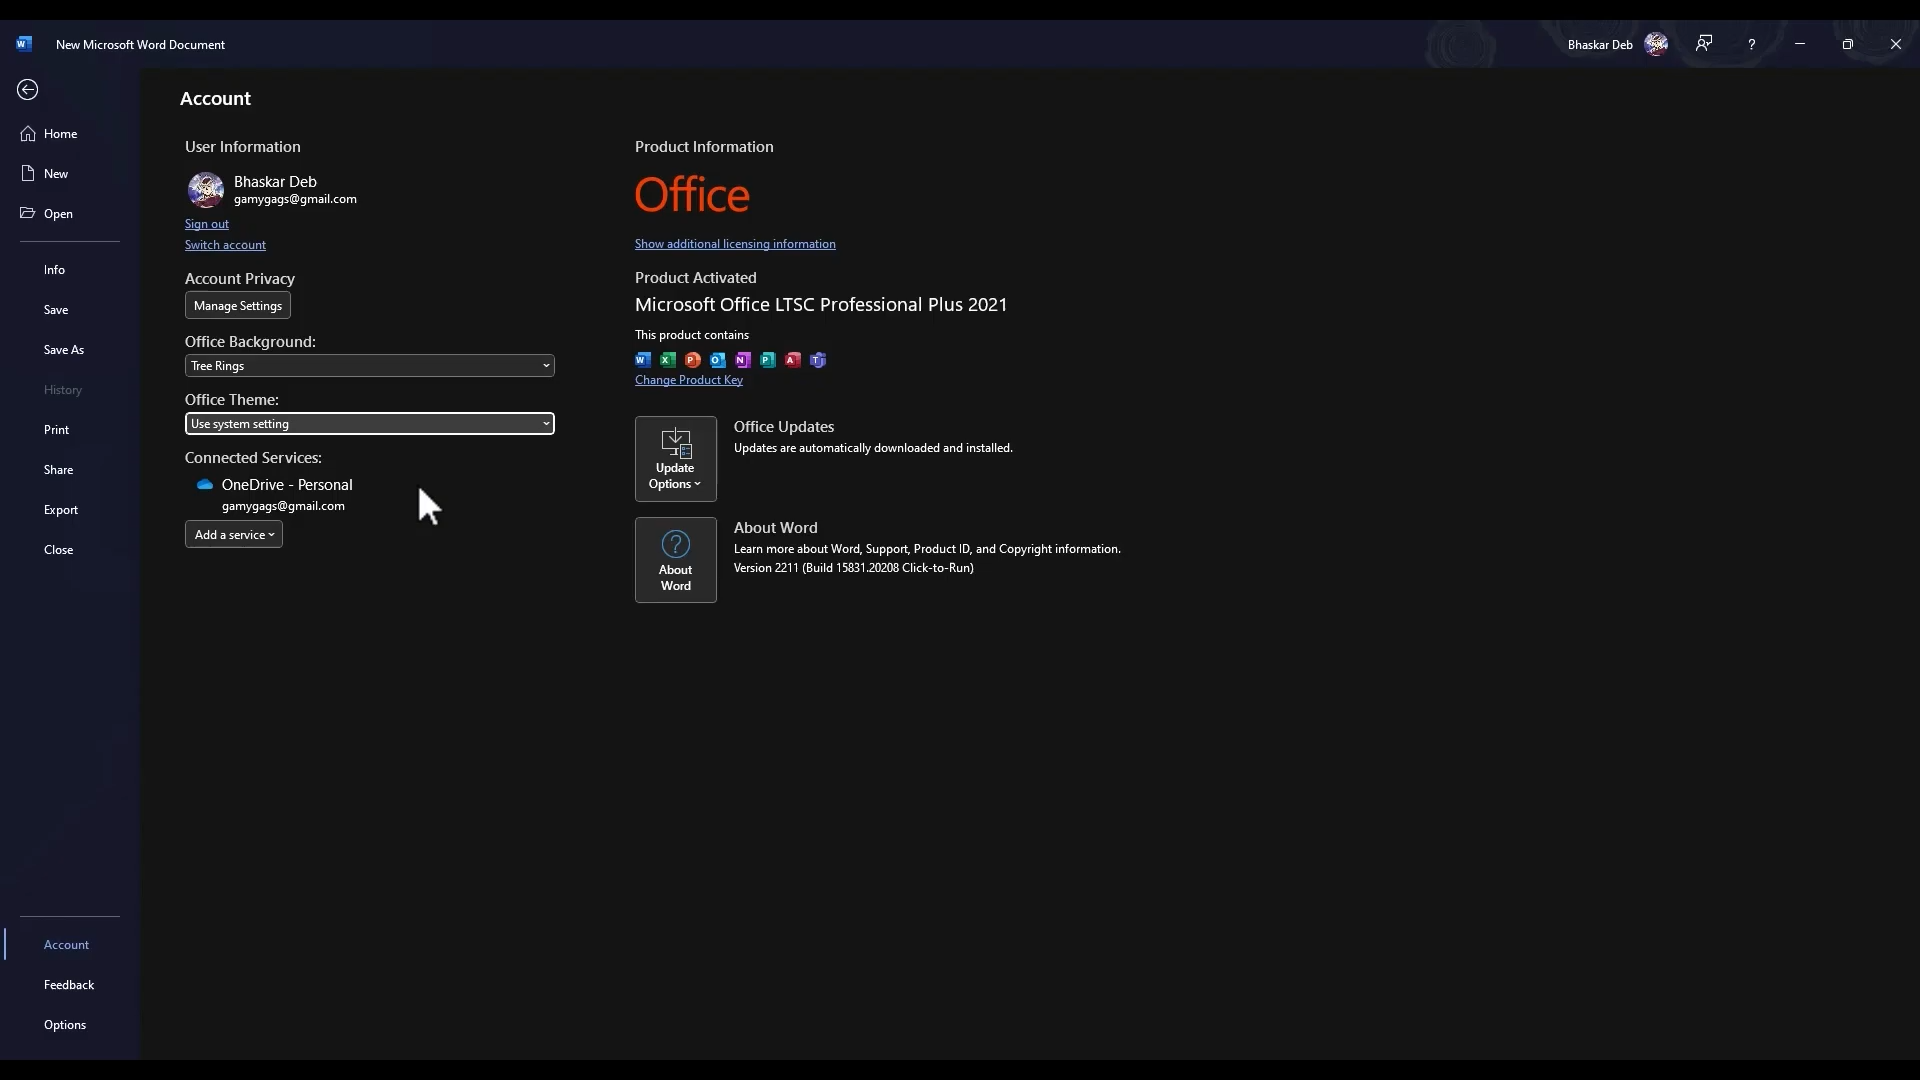 New Microsoft Word Document
Bhaskar Deb
?
Home
New
Open
Info
Save
Save As
History
Print
Share
Export
Close
Account
Feedback
Options
Account
User Information
Bhaskar Deb
gamygags@gmail.com
Sign out
Switch account
Account Privacy
Manage Settings
Office Background:
Tree Rings
Office Theme:
Use system setting
Connected Services:
OneDrive - Personal
gamygags@gmail.com
Add a service
Product Information
Office
Show additional licensing information
Product Activated
Microsoft Office LTSC Professional Plus 2021
This product contains
Change Product Key
Update
Options
Office Updates
Updates are automatically downloaded and installed.
?
About
Word
About Word
Learn more about Word, Support, Product ID, and Copyright information.
Version 2211 (Build 15831.20208 Click-to-Run)